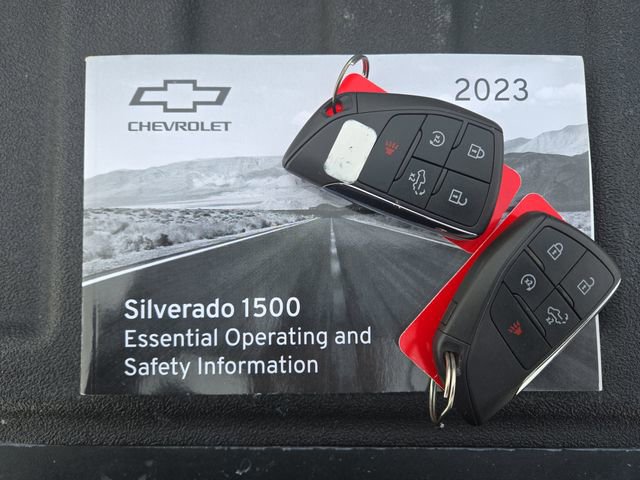 CHEVROLET
2023
Silverado 1500
Essential Operating and
Safety Information